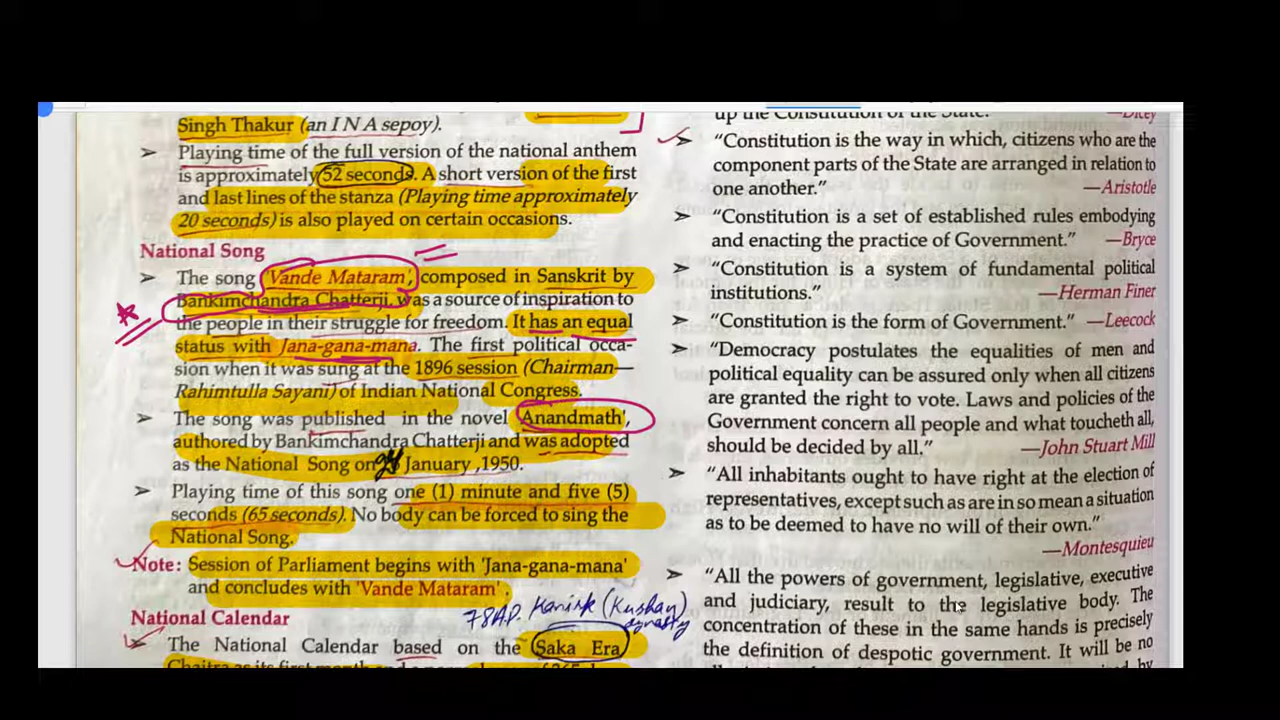 Singh Thakur (an I N A sepoy).
➢ Playing time of the full version of the national anthem
is approximately 52 seconds. A short version of the first
and last lines of the stanza (Playing time approximately
20 seconds) is also played on certain occasions.
National Song
➢ The song 'Vande Mataram', composed in Sanskrit by
Bankimchandra Chatterji, was a source of inspiration to
the people in their struggle for freedom. It has an equal
status with Jana-gana-mana. The first political occa-
sion when it was sung at the 1896 session (Chairman—
Rahimtulla Sayani) of Indian National Congress.
➢ The song was published in the novel 'Anandmath',
authored by Bankimchandra Chatterji and was adopted
as the National Song on 24 January ,1950.
➢ Playing time of this song one (1) minute and five (5)
seconds (65 seconds). No body can be forced to sing the
National Song.
Note: Session of Parliament begins with 'Jana-gana-mana'
and concludes with 'Vande Mataram' .
78AD. Kanisk (Kushan dynasty)
National Calendar
➢ The National Calendar based on the Saka Era
up the Constitution of the State." —Dicey
➢ "Constitution is the way in which, citizens who are the
component parts of the State are arranged in relation to
one another." —Aristotle
➢ "Constitution is a set of established rules embodying
and enacting the practice of Government." —Bryce
➢ "Constitution is a system of fundamental political
institutions." —Herman Finer
➢ "Constitution is the form of Government." —Leecock
➢ "Democracy postulates the equalities of men and
political equality can be assured only when all citizens
are granted the right to vote. Laws and policies of the
Government concern all people and what toucheth all,
should be decided by all." —John Stuart Mill
➢ "All inhabitants ought to have right at the election of
representatives, except such as are in so mean a situation
as to be deemed to have no will of their own."
—Montesquieu
➢ "All the powers of government, legislative, executive
and judiciary, result to the legislative body. The
concentration of these in the same hands is precisely
the definition of despotic government. It will be no